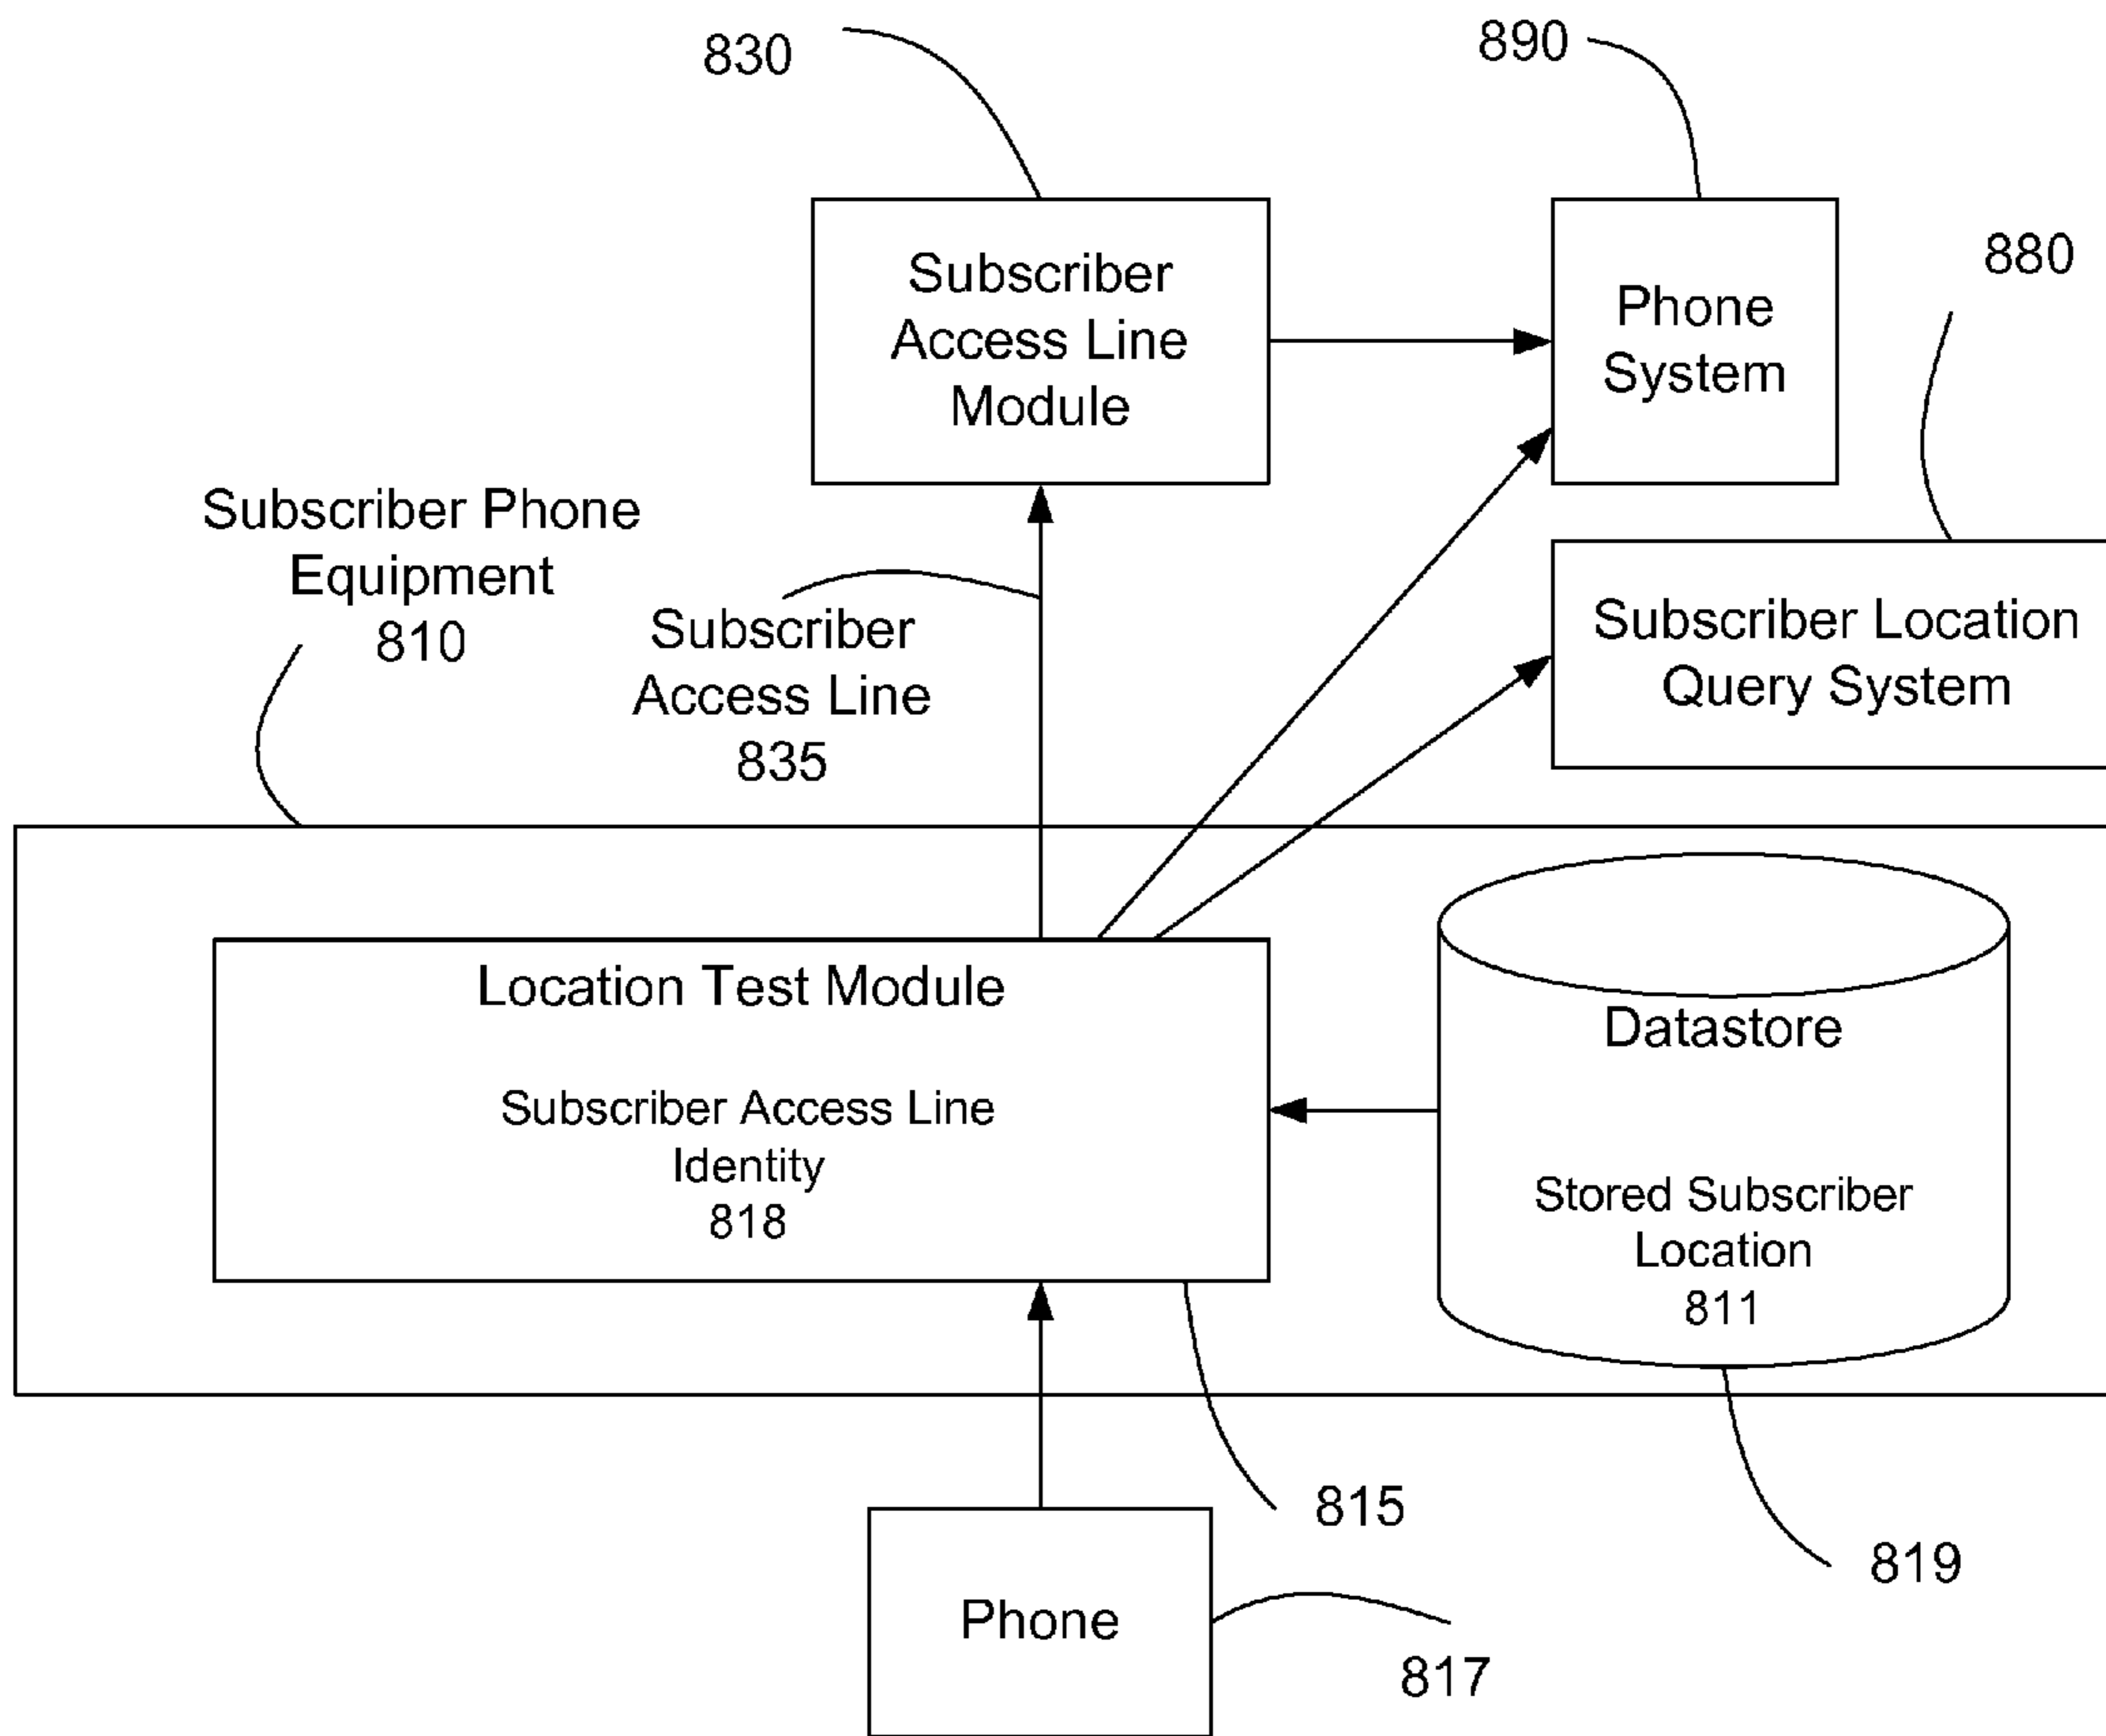 830
890
880
Subscriber
Access Line
Module
Phone
System
Subscriber Phone
Equipment
810
Subscriber
Access Line
835
Subscriber Location
Query System
Location Test Module
Subscriber Access Line
Identity
818
Datastore
Stored Subscriber
Location
811
815
819
Phone
817